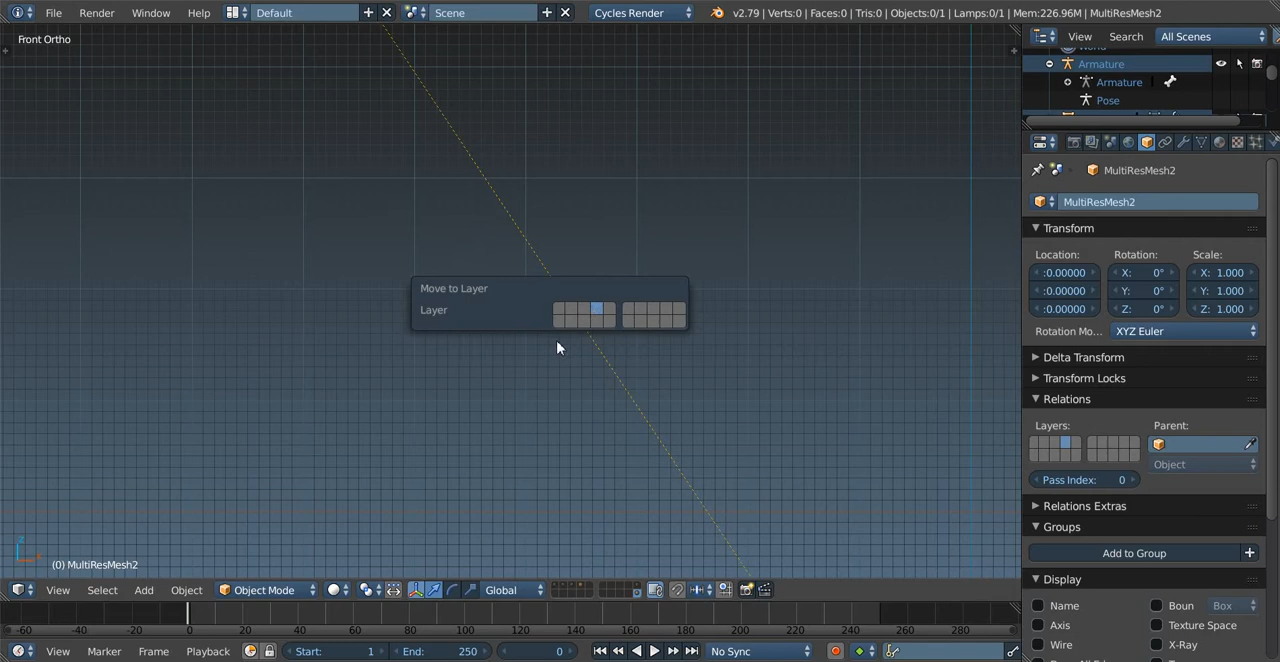 File Render Window Help Default Scene Cycles Render v2.79 | Verts:0 | Faces:0 | Tris:0 | Objects:0/1 | Lamps:0/1 | Mem:226.96M | MultiResMesh2
Front Ortho
View Search All Scenes
World
Armature
Armature
Pose
MultiResMesh2
MultiResMesh2
Transform
Location: Rotation: Scale:
:0.00000 X: 0° X: 1.000
:0.00000 Y: 0° Y: 1.000
:0.00000 Z: 0° Z: 1.000
Rotation Mo... XYZ Euler
Delta Transform
Transform Locks
Relations
Layers: Parent:
Object
Pass Index: 0
Relations Extras
Groups
Add to Group
Display
Name Boun Box
Axis Texture Space
Wire X-Ray
Move to Layer
Layer
z
x
(0) MultiResMesh2
View Select Add Object Object Mode Global
-60 -40 -20 0 20 40 60 80 100 120 140 160 180 200 220 240 260 280
View Marker Frame Playback Start: 1 End: 250 0 No Sync